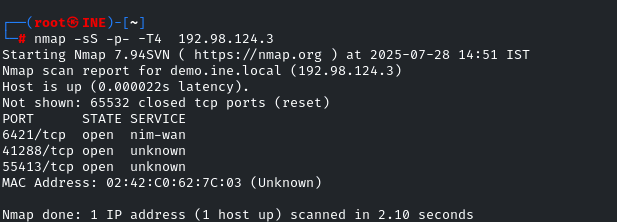 ┌──(root㉿INE)-[~]
└─# nmap -sS -p- -T4  192.98.124.3
Starting Nmap 7.94SVN ( https://nmap.org ) at 2025-07-28 14:51 IST
Nmap scan report for demo.ine.local (192.98.124.3)
Host is up (0.000022s latency).
Not shown: 65532 closed tcp ports (reset)
PORT      STATE SERVICE
6421/tcp  open  nim-wan
41288/tcp open  unknown
55413/tcp open  unknown
MAC Address: 02:42:C0:62:7C:03 (Unknown)
Nmap done: 1 IP address (1 host up) scanned in 2.10 seconds